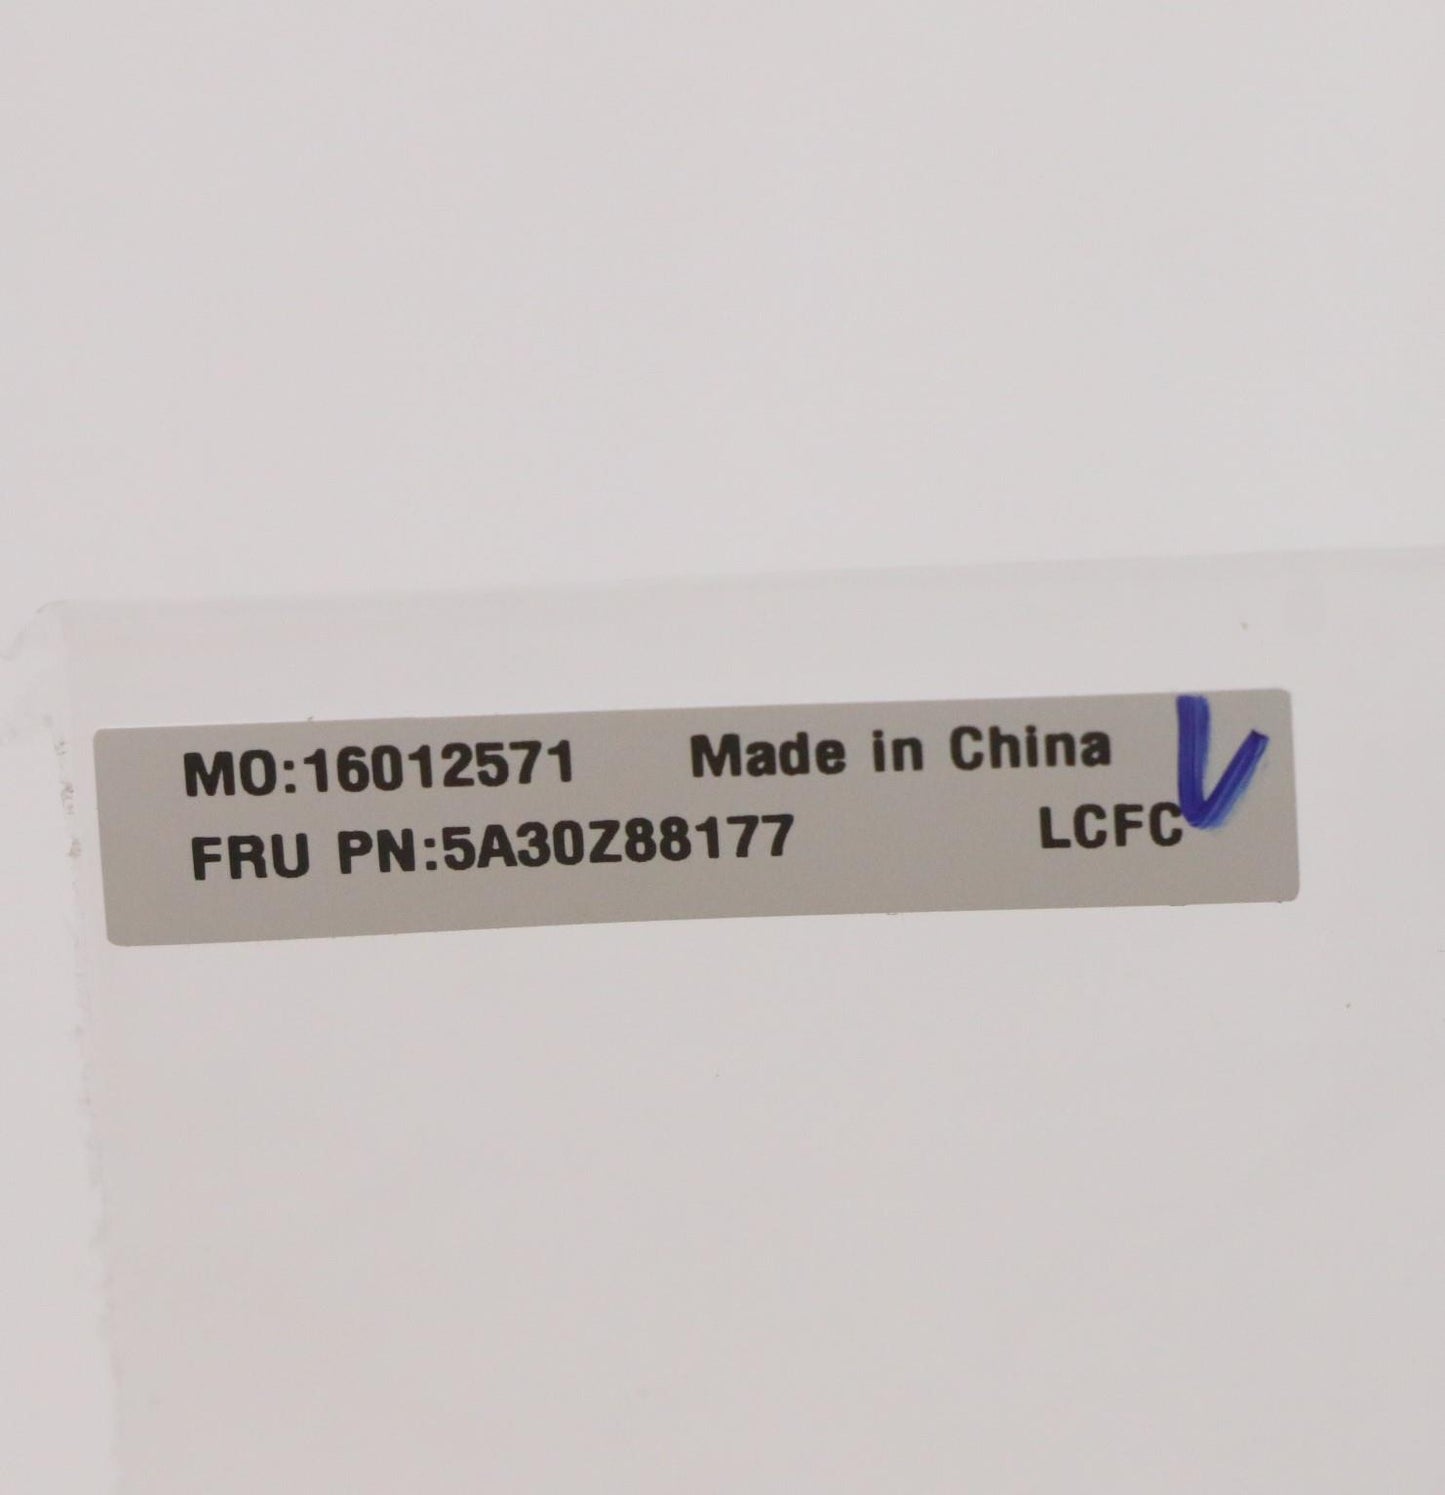 MO:16012571 Made in China
FRU PN:5A30Z88177 LCFC